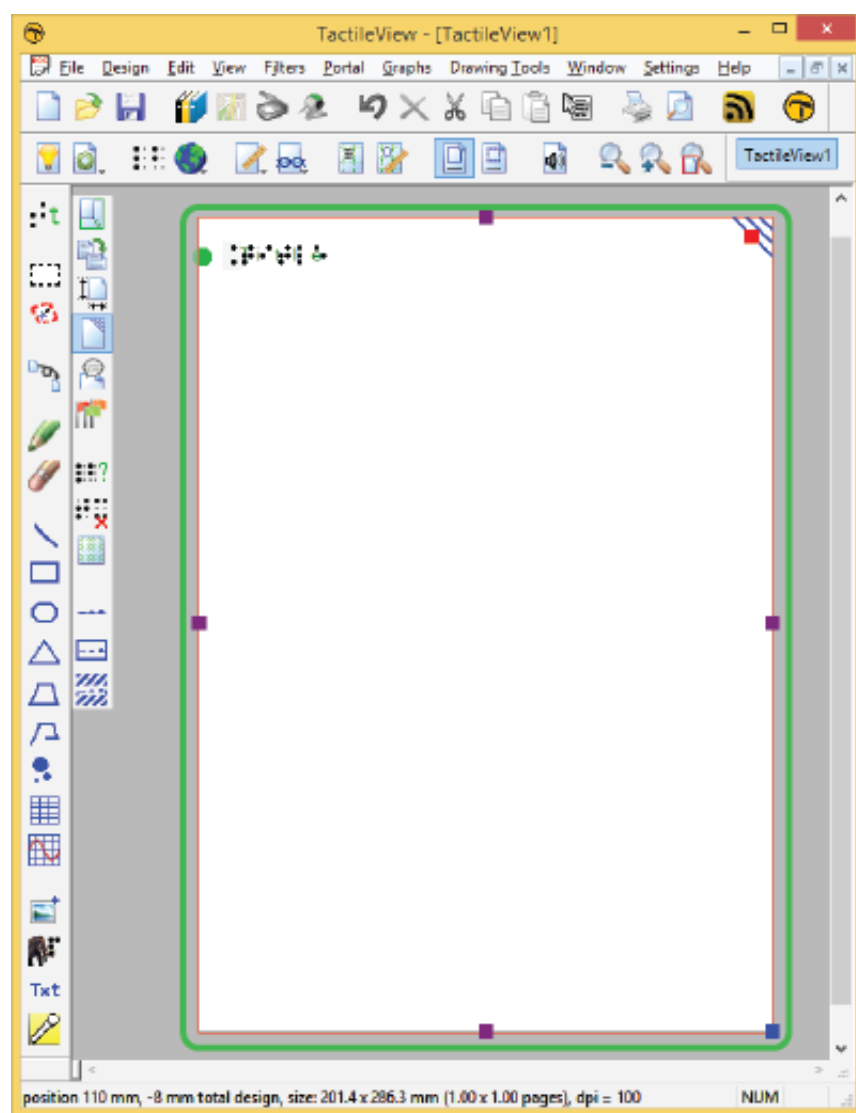 TactileView - [TactileView1]
File Design Edit View Filters Portal Graphs Drawing Tools Window Settings Help
TactileView1
t
?
Txt
position 110 mm, -8 mm total design, size: 201.4 x 286.3 mm (1.00 x 1.00 pages), dpi = 100 NUM